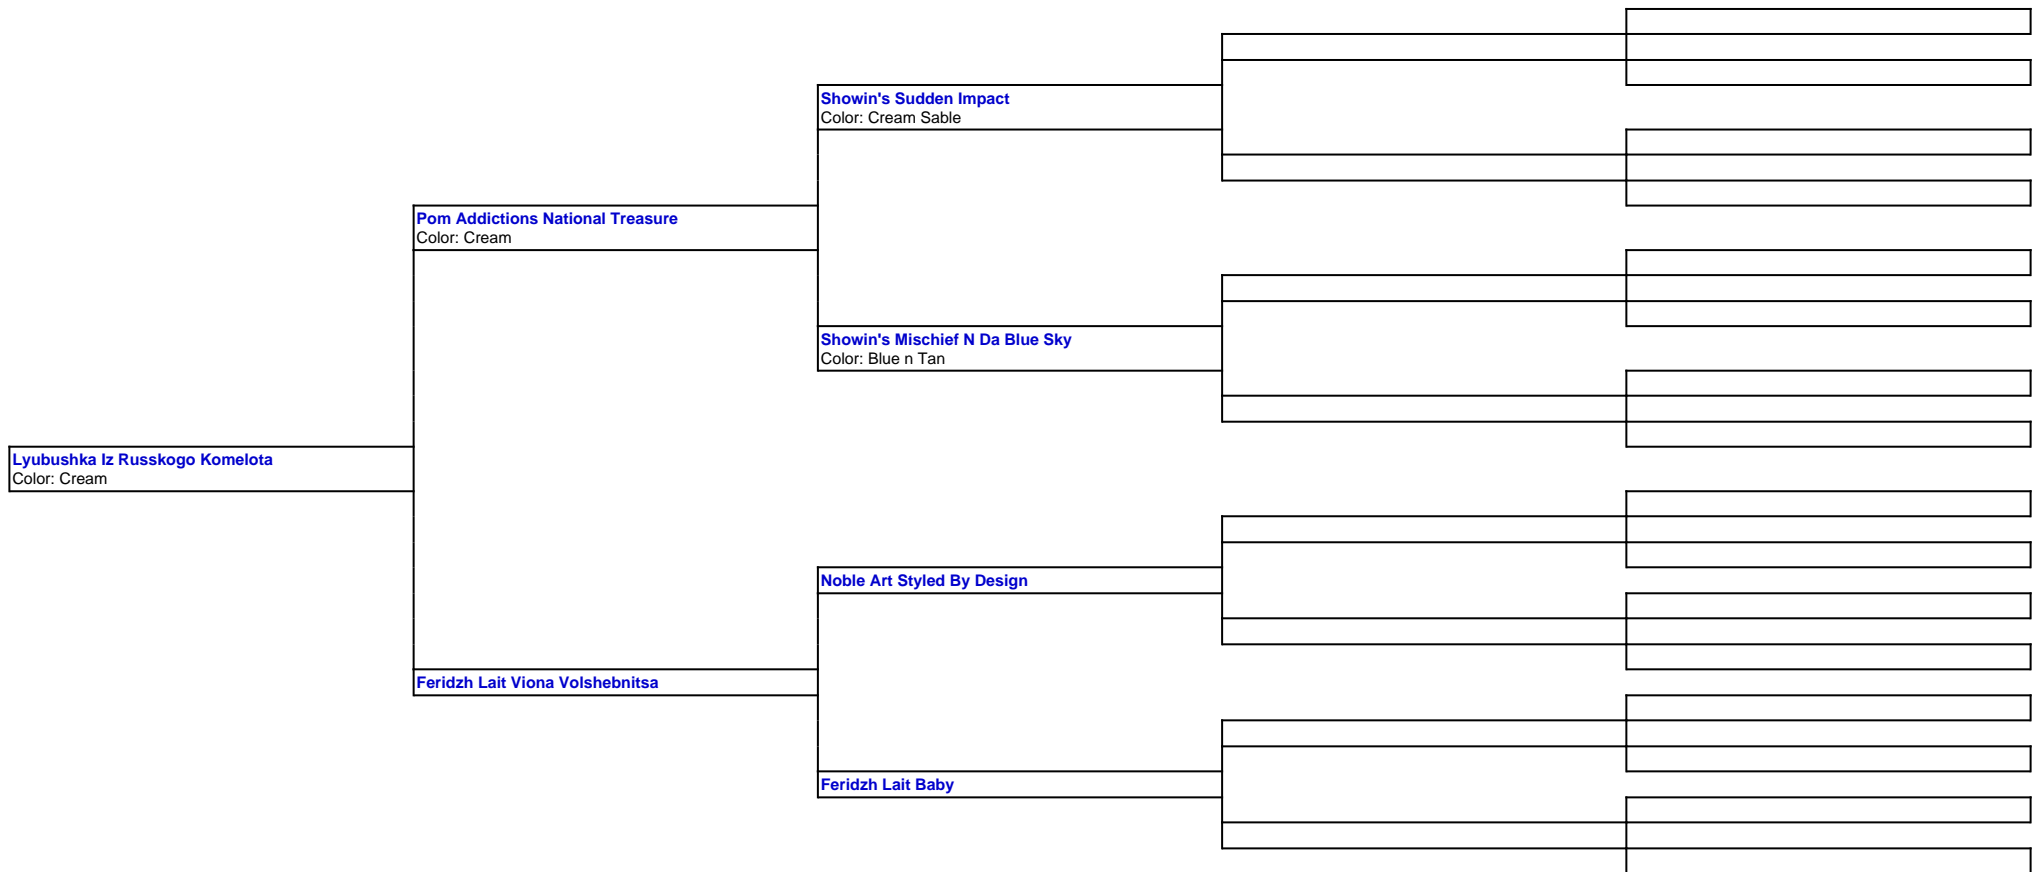 Showin's Sudden Impact
Color: Cream Sable
Pom Addictions National Treasure
Color: Cream
Showin's Mischief N Da Blue Sky
Color: Blue n Tan
Lyubushka Iz Russkogo Komelota
Color: Cream
Noble Art Styled By Design
Feridzh Lait Viona Volshebnitsa
Feridzh Lait Baby